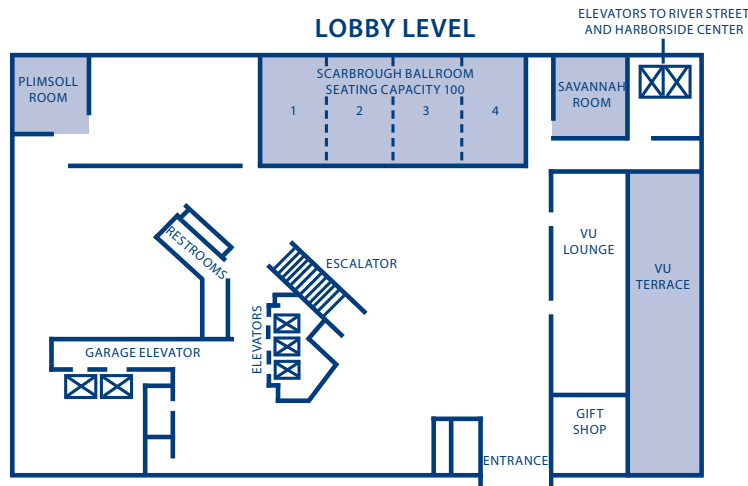 LOBBY LEVEL
ELEVATORS TO RIVER STREET
AND HARBORSIDE CENTER
PLIMSOLL
ROOM
SCARBROUGH BALLROOM
SEATING CAPACITY 100
1 2 3 4
SAVANNAH
ROOM
RESTROOMS
ESCALATOR
VU
LOUNGE
VU
TERRACE
ELEVATORS
GARAGE ELEVATOR
GIFT
SHOP
ENTRANCE